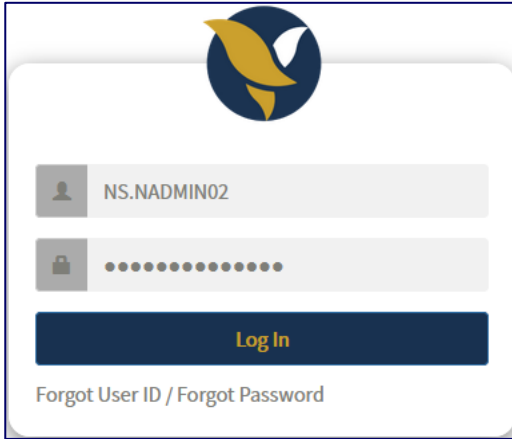 NS.NADMIN02
●●●●●●●●●●●●●●
Log In
Forgot User ID / Forgot Password